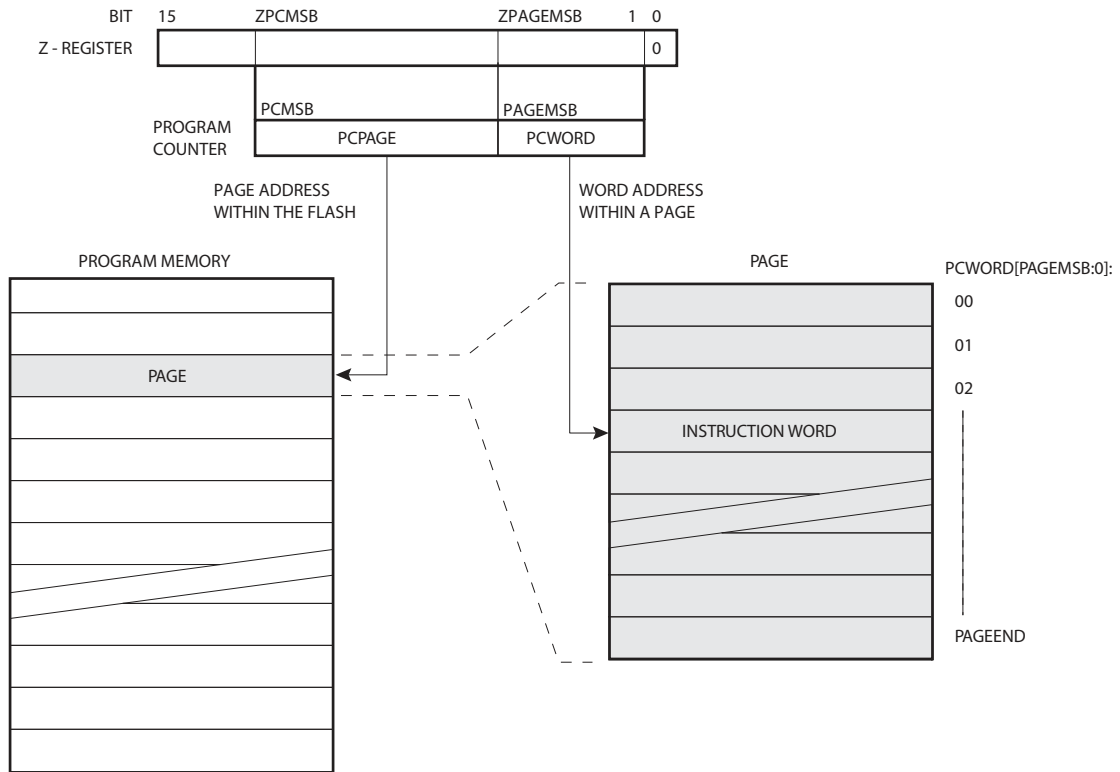 BIT 15 ZPCMSB ZPAGEMSB 1 0
Z - REGISTER 0
PCMSB PAGEMSB
PROGRAM
COUNTER
PCPAGE PCWORD
PAGE ADDRESS
WITHIN THE FLASH
WORD ADDRESS
WITHIN A PAGE
PROGRAM MEMORY
PAGE
PAGE
PCWORD[PAGEMSB:0]:
00
01
02
INSTRUCTION WORD
PAGEEND